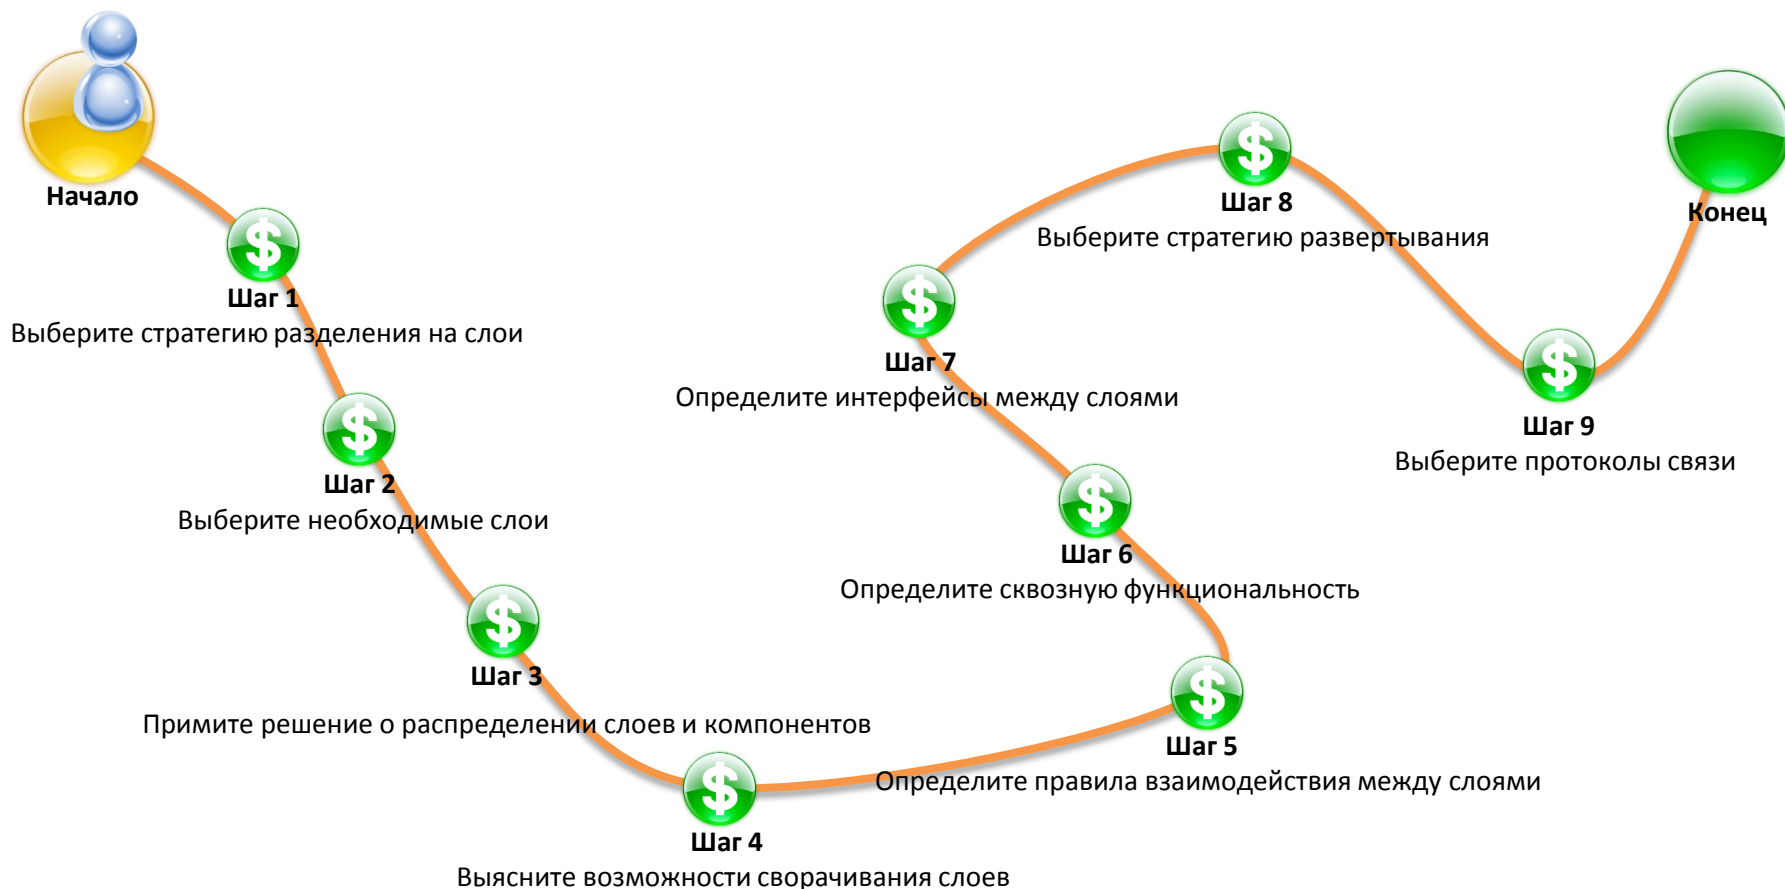 Начало
$
Шаг 1
Выберите стратегию разделения на слои
$
Шаг 2
Выберите необходимые слои
$
Шаг 3
Примите решение о распределении слоев и компонентов
$
Шаг 4
Выясните возможности сворачивания слоев
$
Шаг 5
Определите правила взаимодействия между слоями
$
Шаг 6
Определите сквозную функциональность
$
Шаг 7
Определите интерфейсы между слоями
$
Шаг 8
Выберите стратегию развертывания
$
Шаг 9
Выберите протоколы связи
Конец